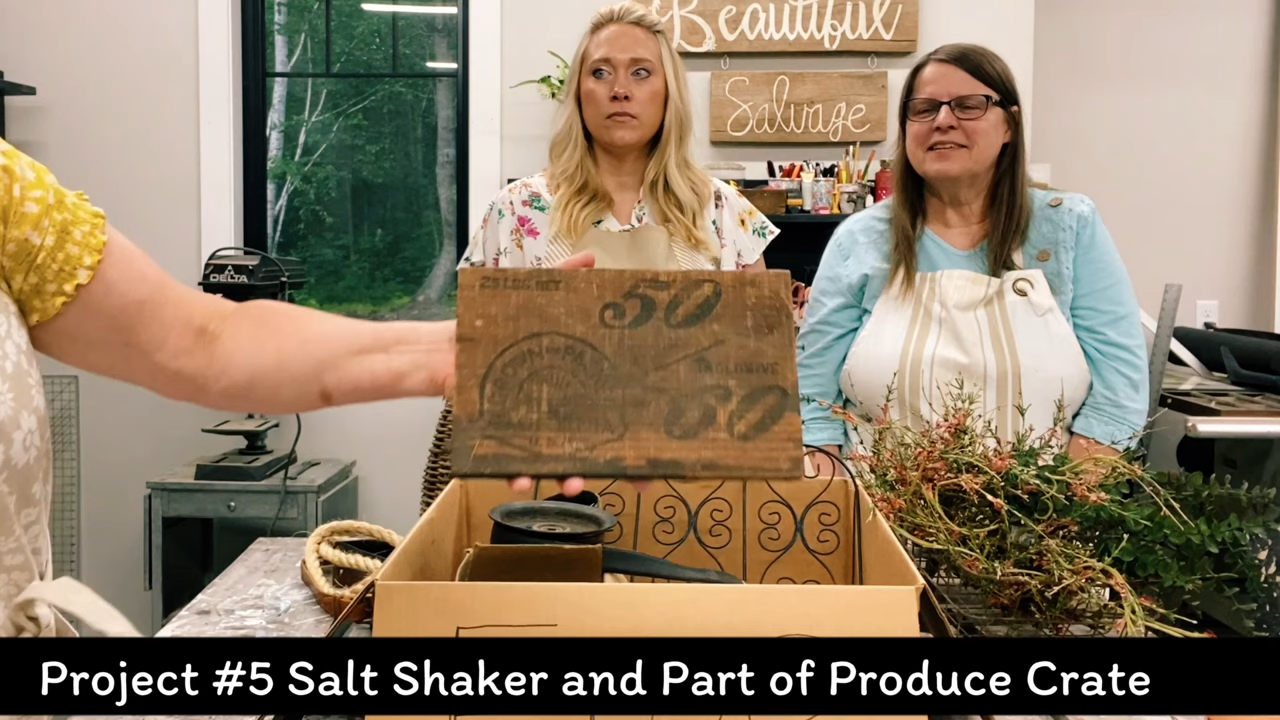 Beautiful
Salvage
DELTA
25 LBS. NET
50
INCLUSIVE
60
U.S.A.
Project #5 Salt Shaker and Part of Produce Crate